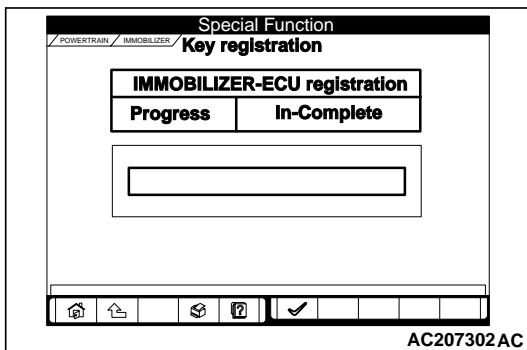 Special Function
POWERTRAIN IMMOBILIZER Key registration
IMMOBILIZER-ECU registration
Progress In-Complete
AC207302AC